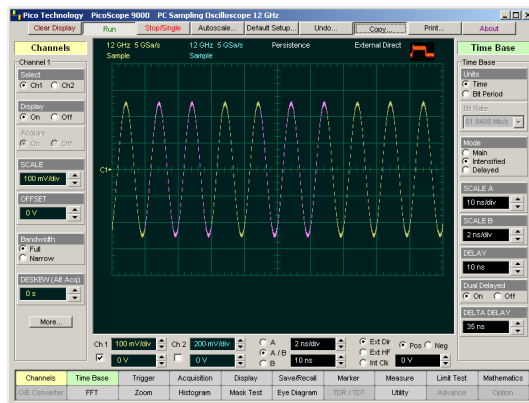 Pico Technology PicoScope 9000 PC Sampling Oscilloscope 12 GHz
Clear Display Run Stop/Single Autoscale... Default Setup... Undo... Copy... Print... About
Channels
Channel 1
Select
Ch1 Ch2
Display
On Off
Acquire
On Off
SCALE
100 mV/div
OFFSET
0 V
Bandwidth
Full
Narrow
DESKEW (Alt Acq)
0 s
More...
12 GHz 5 GSa/s 12 GHz 5 GSa/s Persistence External Direct
Sample Sample
C1+
Ch 1 100 mV/div Ch 2 200 mV/div A 2 ns/div Ext Dir Pos Neg
0 V 0 V A / B 10 ns Ext HF
B Int Clk 0 V
Time Base
Time Base
Units
Time
Bit Period
Bit Rate
51.8400 Mb/s
Mode
Main
Intensified
Delayed
SCALE A
10 ns/div
SCALE B
2 ns/div
DELAY
10 ns
Dual Delayed
On Off
DELTA DELAY
35 ns
Channels Time Base Trigger Acquisition Display Save/Recall Marker Measure Limit Test Mathematics
O/E Converter FFT Zoom Histogram Mask Test Eye Diagram TDR / TDT Utility Advance Option